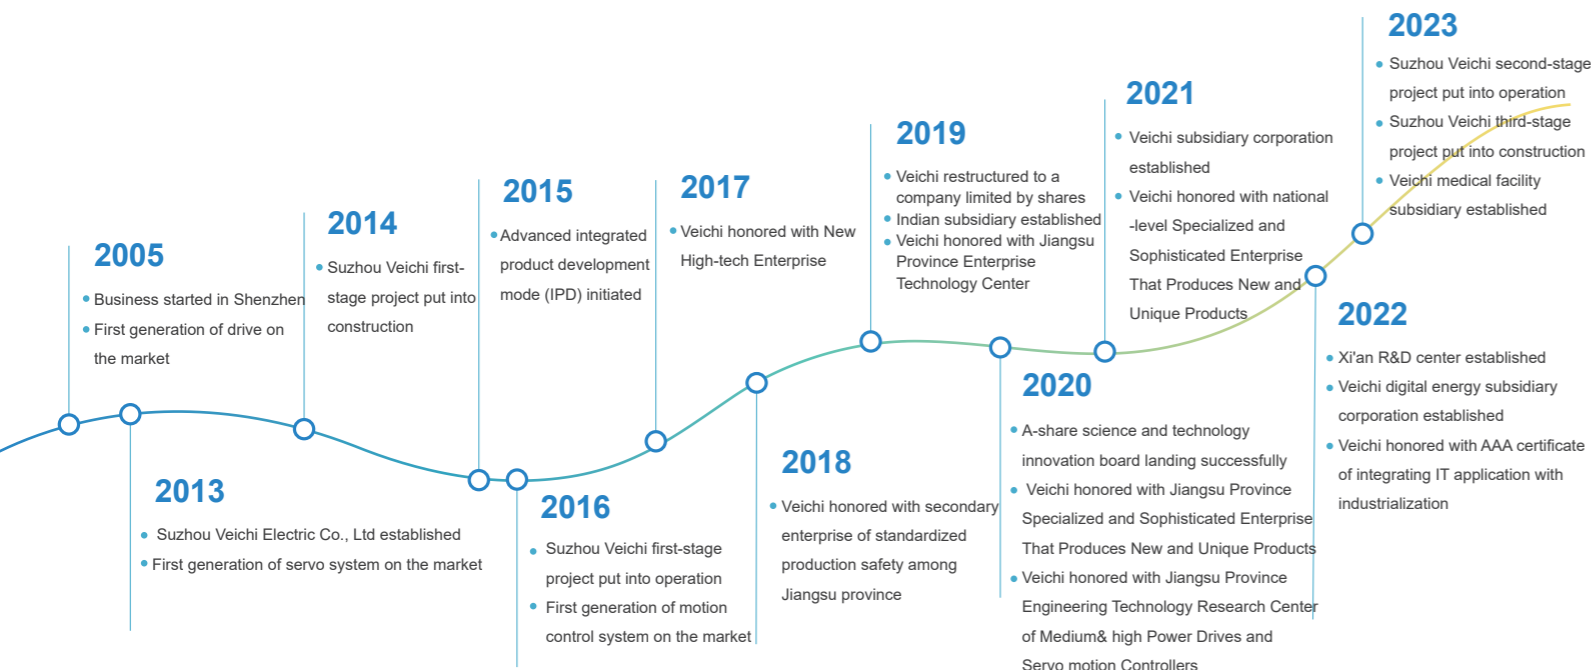 2005
Business started in Shenzhen
First generation of drive on
the market
2013
Suzhou Veichi Electric Co., Ltd established
First generation of servo system on the market
2014
Suzhou Veichi first-
stage project put into
construction
2015
Advanced integrated
product development
mode (IPD) initiated
2016
Suzhou Veichi first-stage
project put into operation
First generation of motion
control system on the market
2017
Veichi honored with New
High-tech Enterprise
2018
Veichi honored with secondary
enterprise of standardized
production safety among
Jiangsu province
2019
Veichi restructured to a
company limited by shares
Indian subsidiary established
Veichi honored with Jiangsu
Province Enterprise
Technology Center
2020
A-share science and technology
innovation board landing successfully
Veichi honored with Jiangsu Province
Specialized and Sophisticated Enterprise
That Produces New and Unique Products
Veichi honored with Jiangsu Province
Engineering Technology Research Center
of Medium& high Power Drives and
Servo motion Controllers
2021
Veichi subsidiary corporation
established
Veichi honored with national
-level Specialized and
Sophisticated Enterprise
That Produces New and
Unique Products
2022
Xi'an R&D center established
Veichi digital energy subsidiary
corporation established
Veichi honored with AAA certificate
of integrating IT application with
industrialization
2023
Suzhou Veichi second-stage
project put into operation
Suzhou Veichi third-stage
project put into construction
Veichi medical facility
subsidiary established